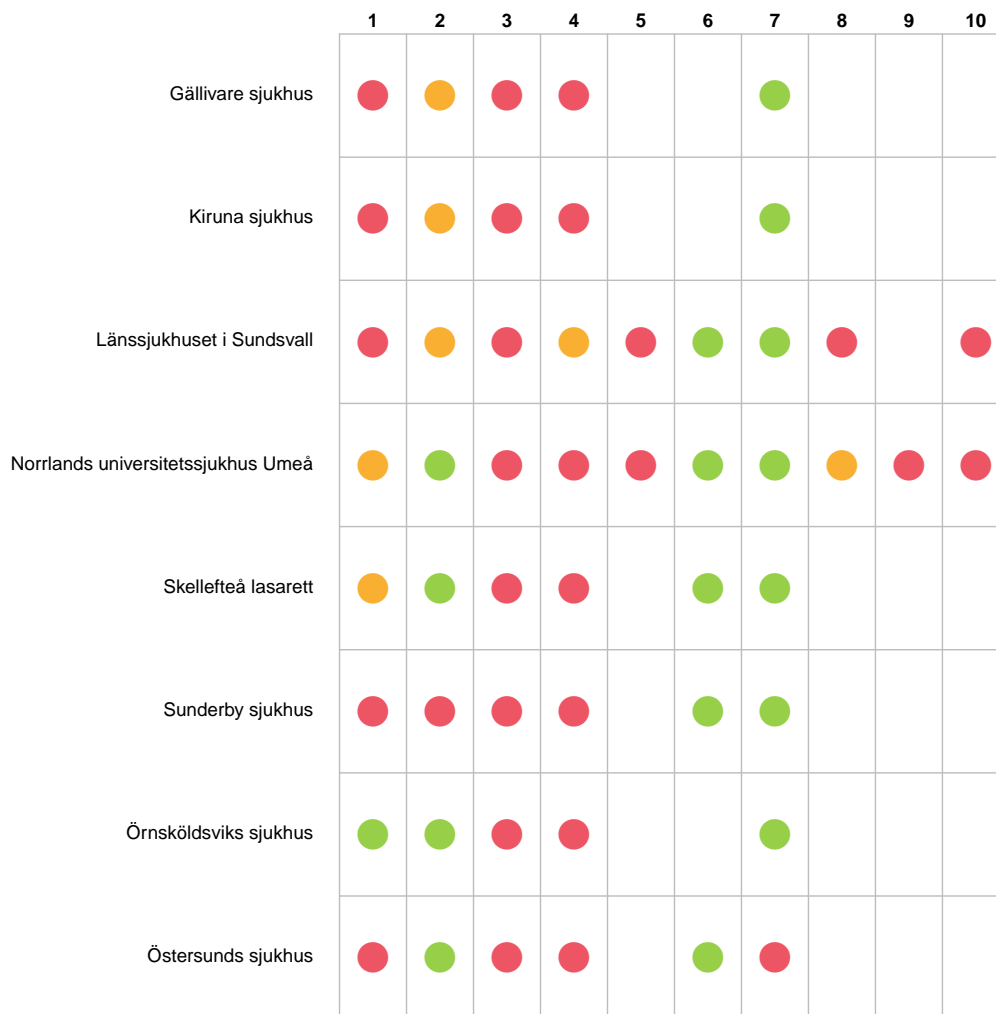 1 2 3 4 5 6 7 8 9 10
Gällivare sjukhus
Kiruna sjukhus
Länssjukhuset i Sundsvall
Norrlands universitetssjukhus Umeå
Skellefteå lasarett
Sunderby sjukhus
Örnsköldsviks sjukhus
Östersunds sjukhus